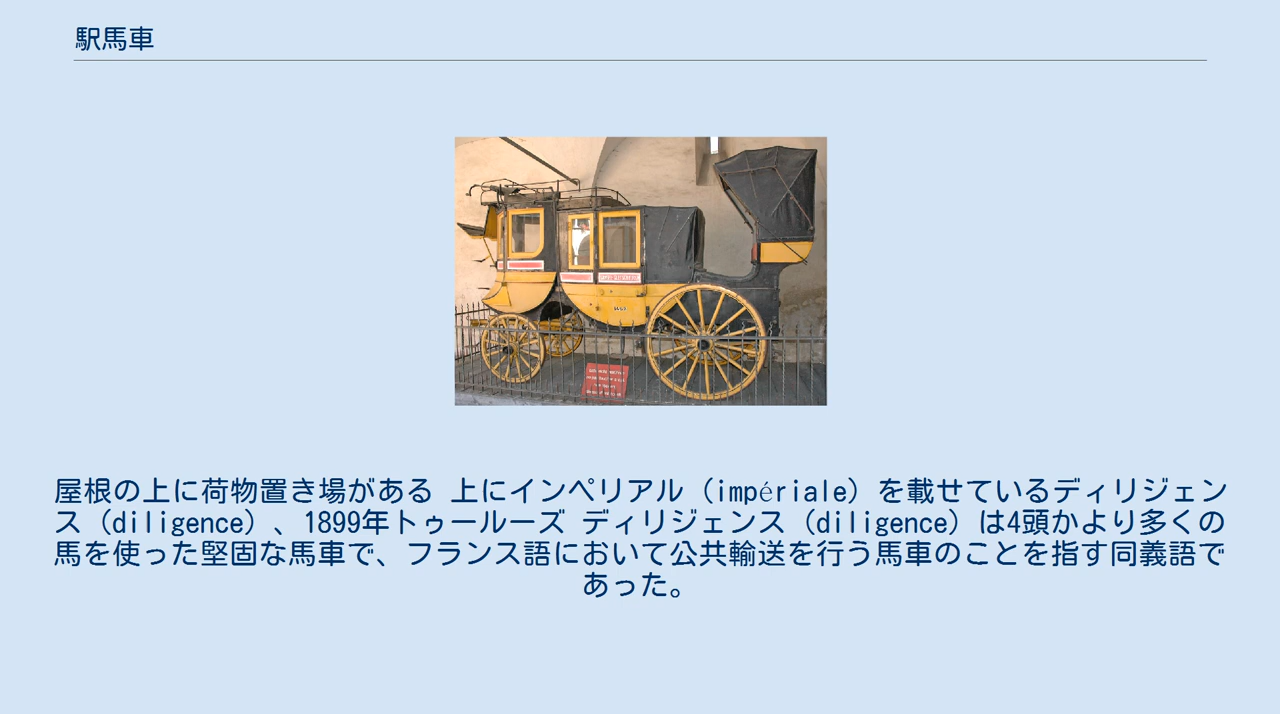 駅馬車
屋根の上に荷物置き場がある 上にインペリアル（impériale）を載せているディリジェン
ス（diligence）、1899年トゥールーズ ディリジェンス（diligence）は4頭かより多くの
馬を使った堅固な馬車で、フランス語において公共輸送を行う馬車のことを指す同義語で
あった。